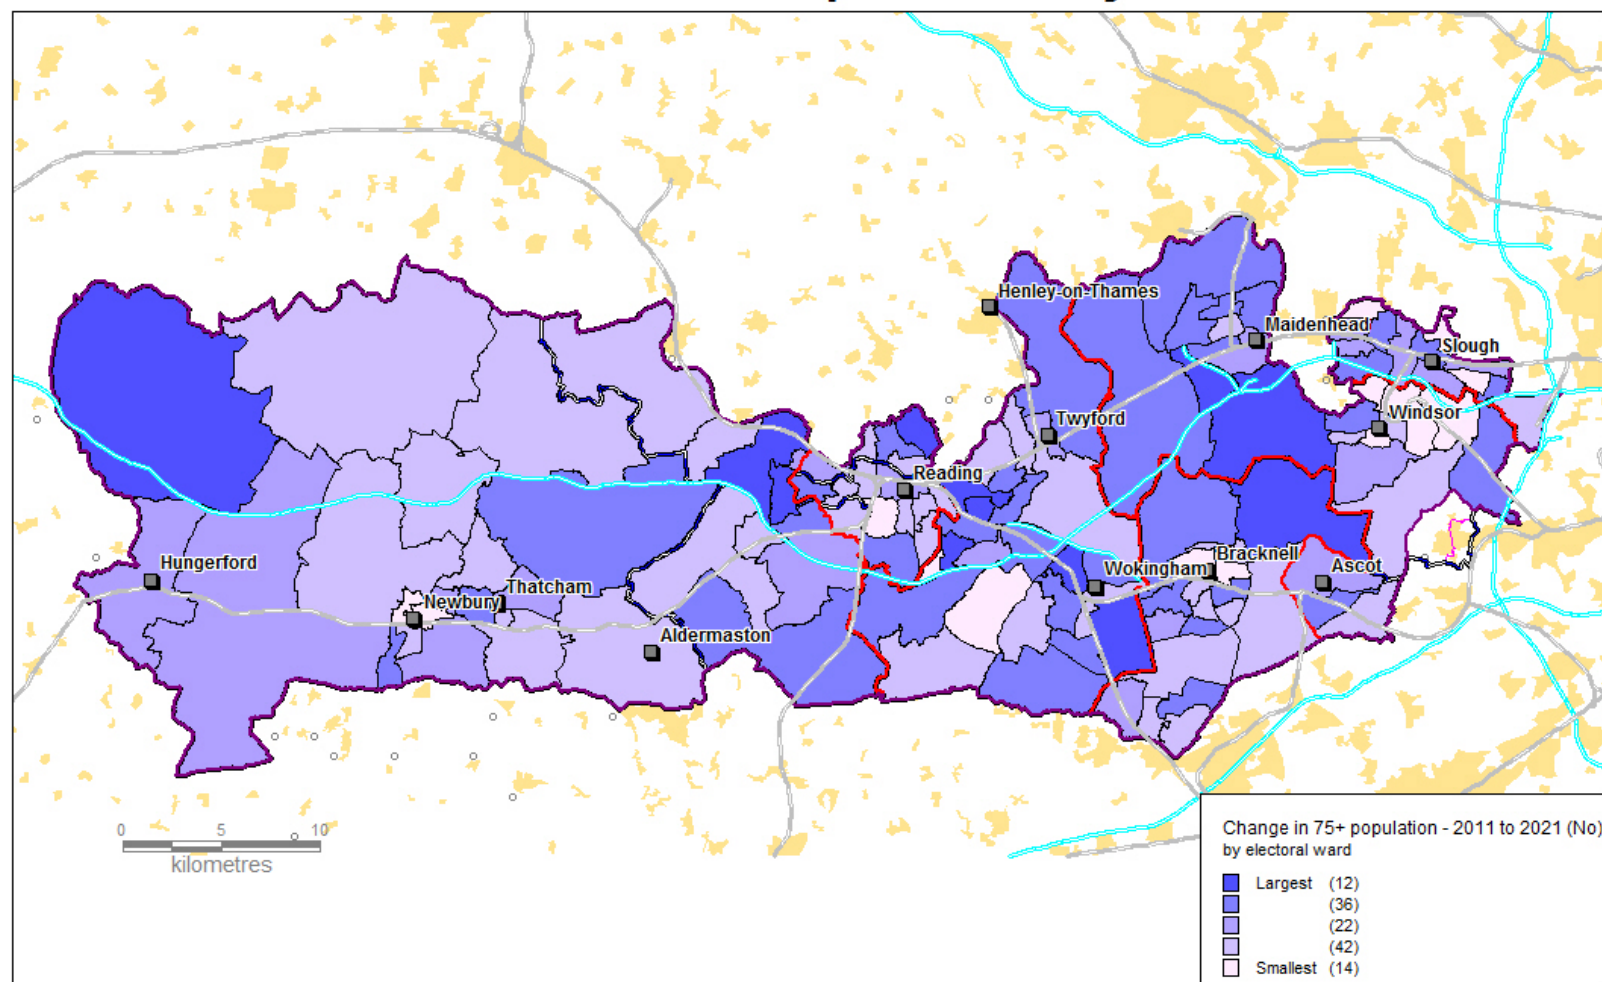 Henley-on-Thames
Maidenhead
Slough
Windsor
Twyford
Reading
Bracknell
Ascot
Wokingham
Hungerford
Thatcham
Newbury
Aldermaston
0 5 10
kilometres
Change in 75+ population - 2011 to 2021 (No)
by electoral ward
Largest (12)
(36)
(22)
(42)
Smallest (14)